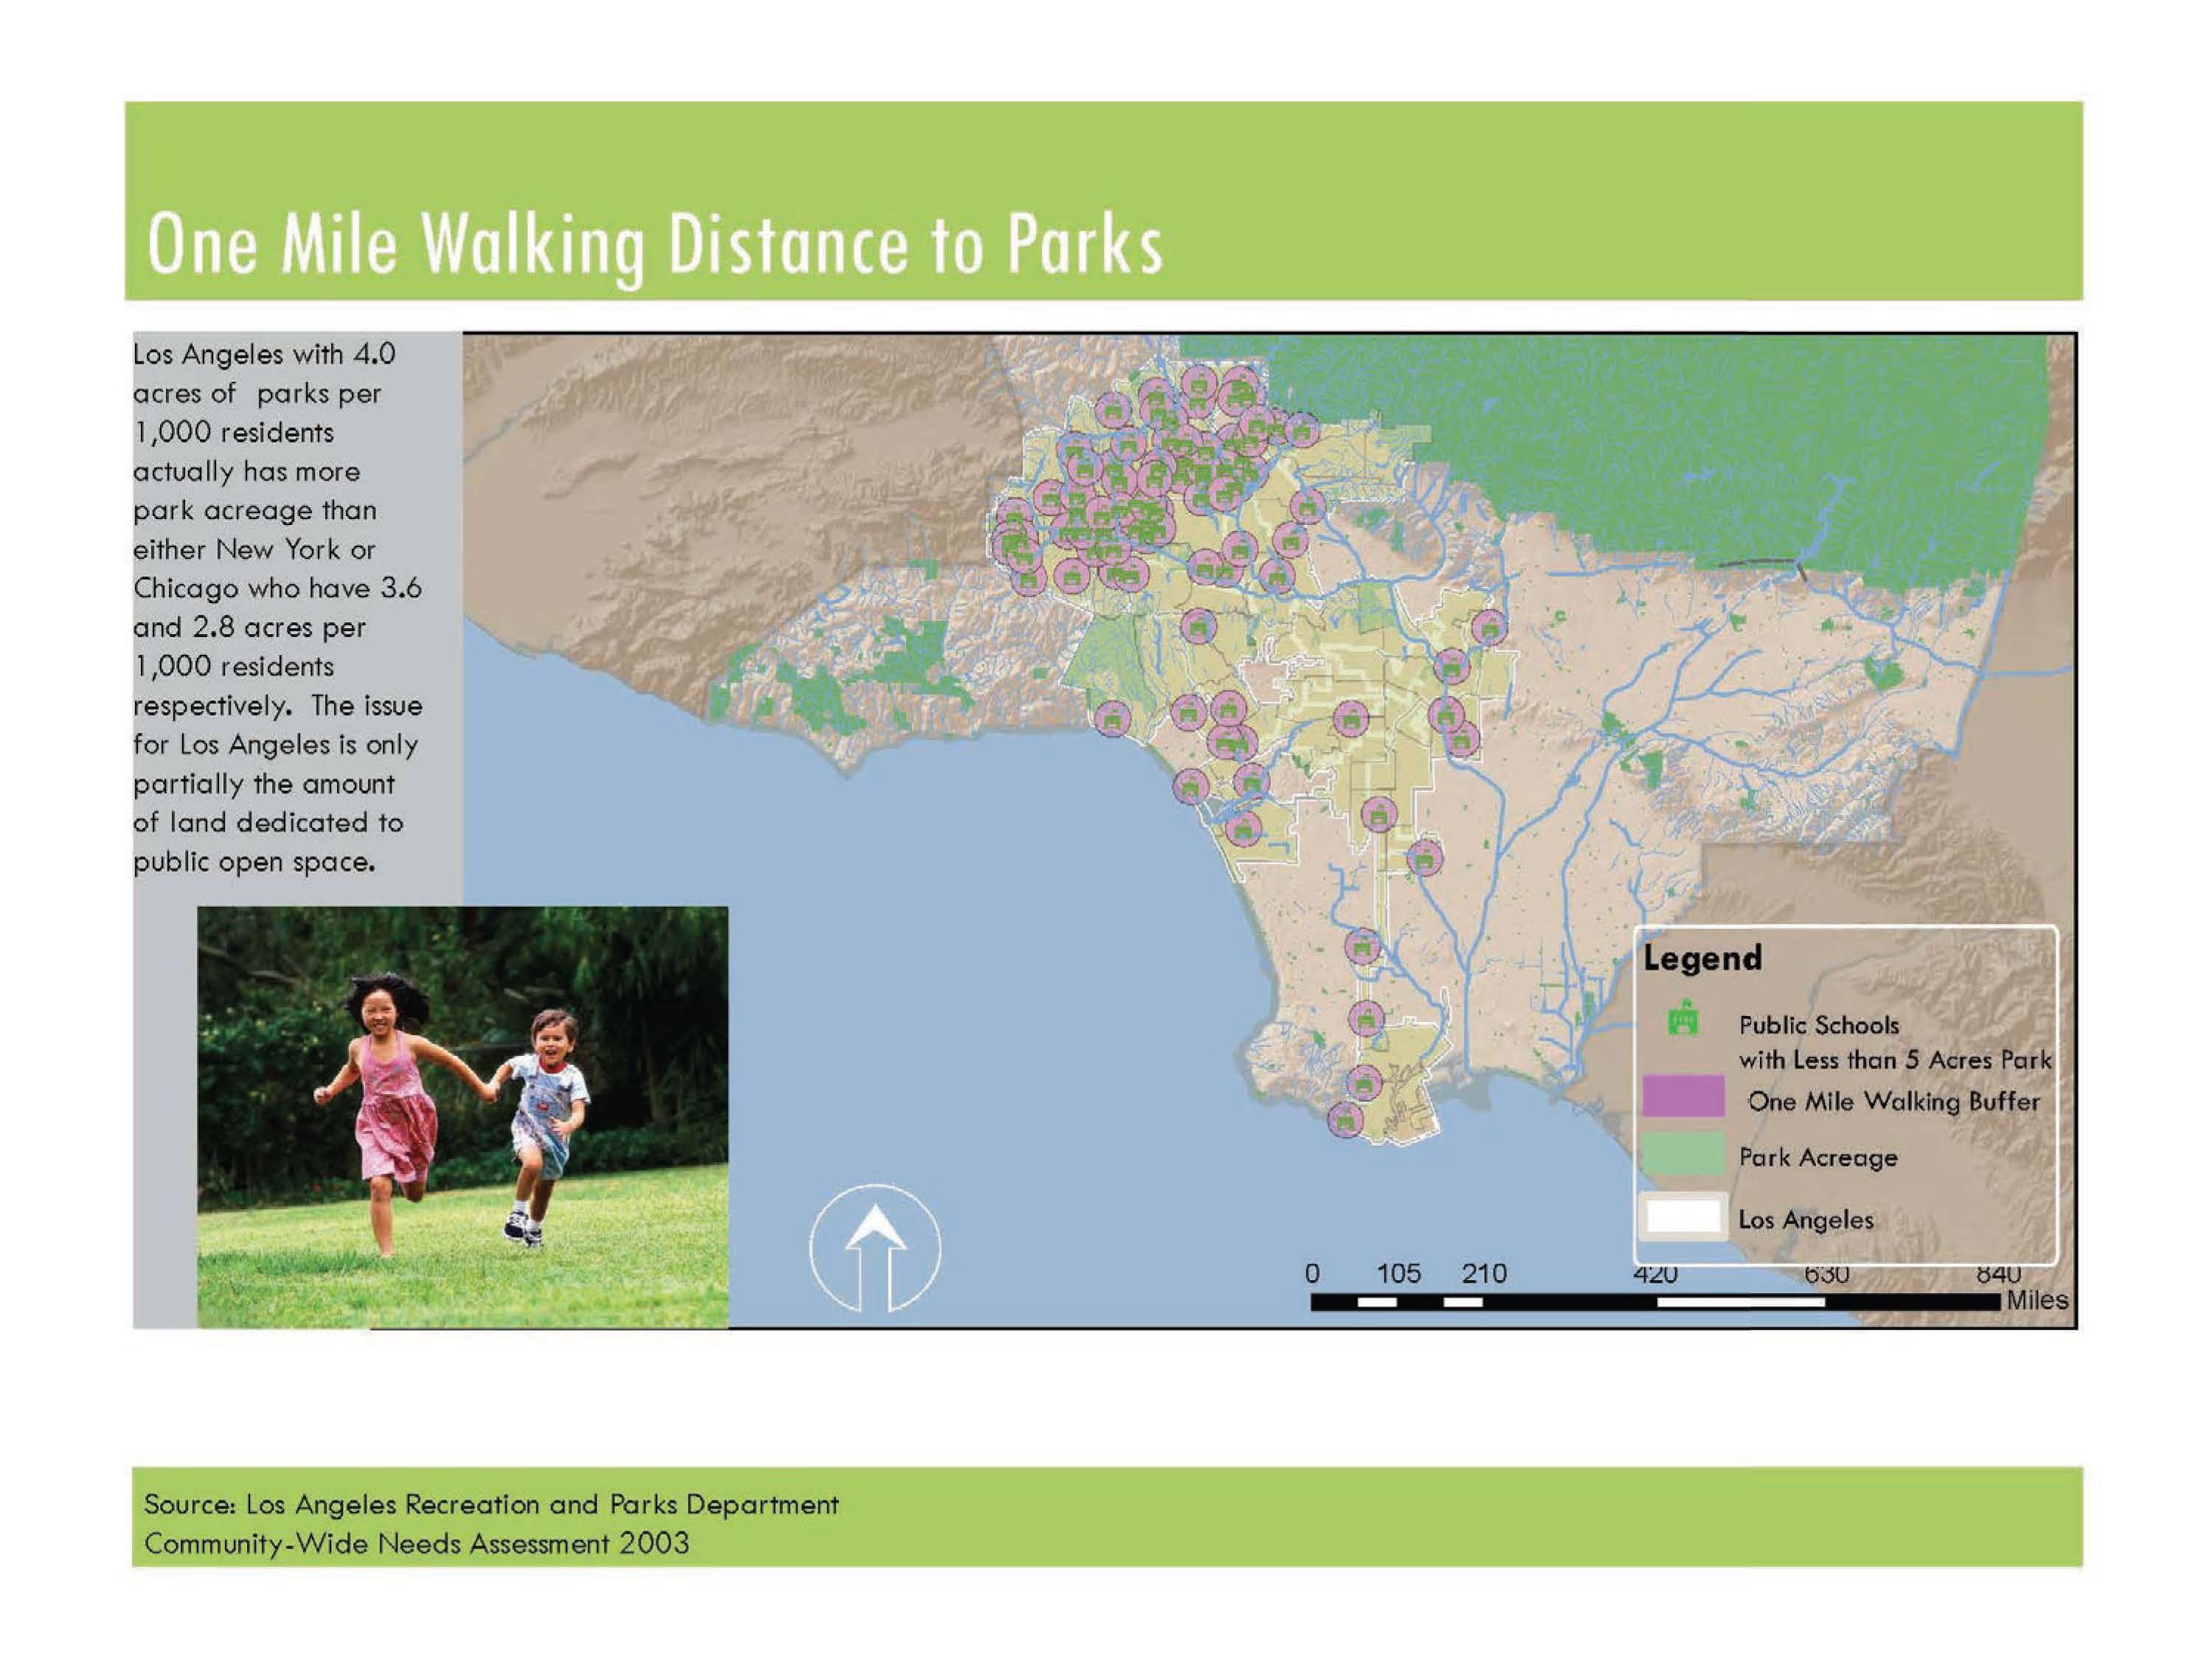 One Mile Walking Distance to Parks
Los Angeles with 4.0
acres of parks per
1,000 residents
actually has more
park acreage than
either New York or
Chicago who have 3.6
and 2.8 acres per
1,000 residents
respectively. The issue
for Los Angeles is only
partially the amount
of land dedicated to
public open space.
Legend
Public Schools
with Less than 5 Acres Park
One Mile Walking Buffer
Park Acreage
Los Angeles
0 105 210 420 630 840
Miles
Source: Los Angeles Recreation and Parks Department
Community-Wide Needs Assessment 2003